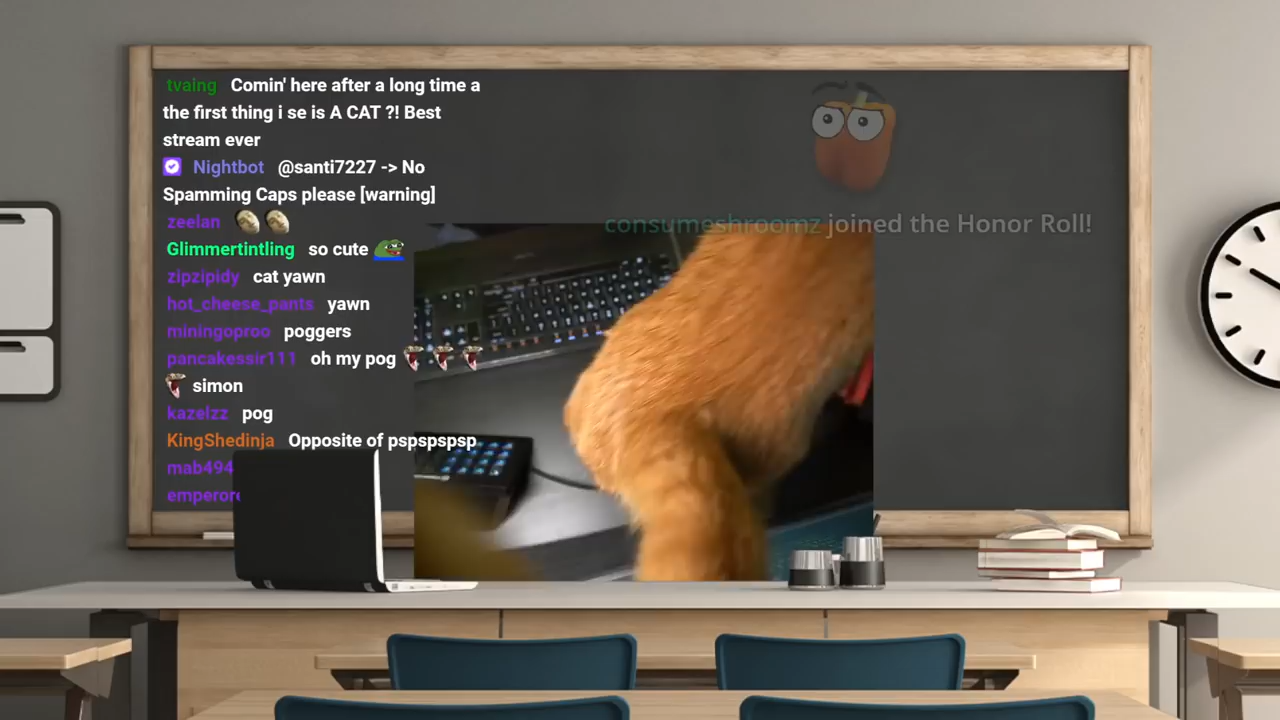 tvaing Comin' here after a long time a
the first thing i se is A CAT ?! Best
stream ever
Nightbot @santi7227 -> No
Spamming Caps please [warning]
zeelan
Glimmertintling so cute
zipzipidy cat yawn
hot_cheese_pants yawn
miningoproo poggers
pancakessir111 oh my pog
simon
kazelzz pog
KingShedinja Opposite of pspspspsp
mab494
emperore
consumeshroomz joined the Honor Roll!